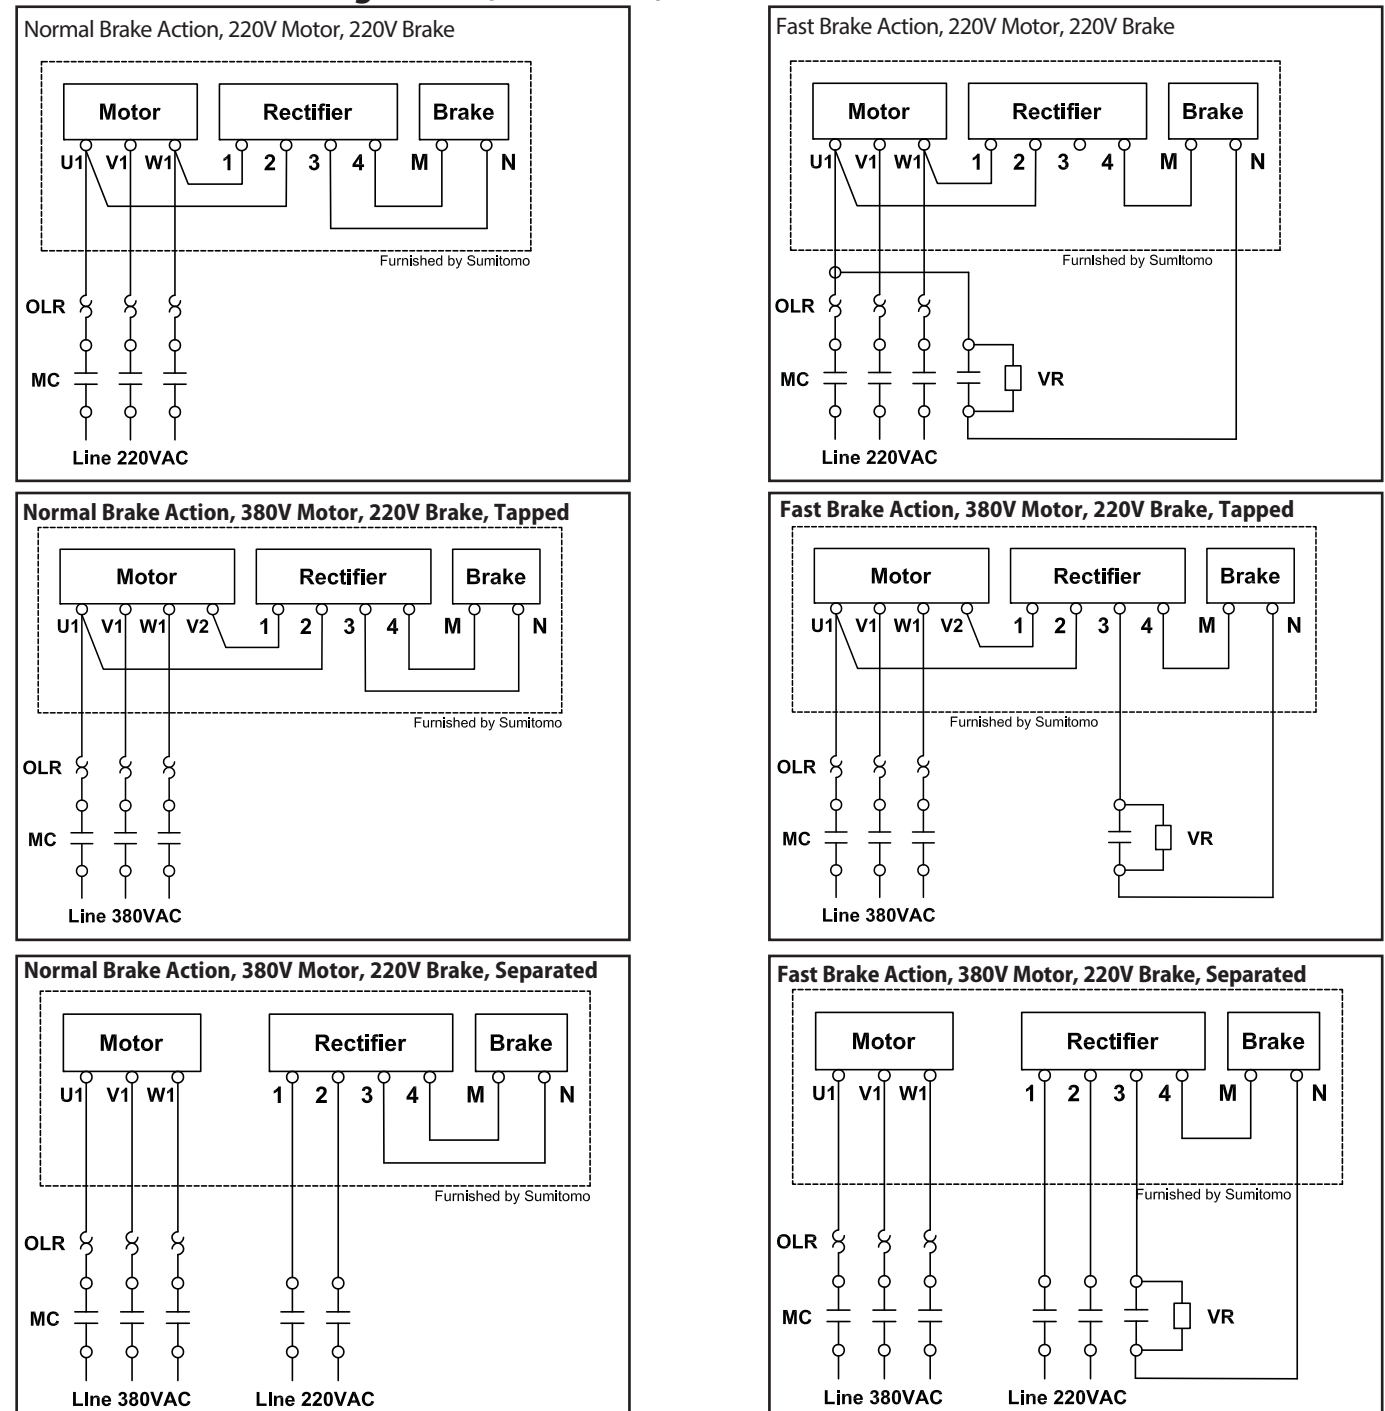 Normal Brake Action, 220V Motor, 220V Brake
Motor Rectifier Brake
U1 V1 W1 1 2 3 4 M N
Furnished by Sumitomo
OLR
MC
Line 220VAC
Fast Brake Action, 220V Motor, 220V Brake
Motor Rectifier Brake
U1 V1 W1 1 2 3 4 M N
Furnished by Sumitomo
OLR
MC VR
Line 220VAC
Normal Brake Action, 380V Motor, 220V Brake, Tapped
Motor Rectifier Brake
U1 V1 W1 V2 1 2 3 4 M N
Furnished by Sumitomo
OLR
MC
Line 380VAC
Fast Brake Action, 380V Motor, 220V Brake, Tapped
Motor Rectifier Brake
U1 V1 W1 V2 1 2 3 4 M N
Furnished by Sumitomo
OLR
MC VR
Line 380VAC
Normal Brake Action, 380V Motor, 220V Brake, Separated
Motor Rectifier Brake
U1 V1 W1 1 2 3 4 M N
Furnished by Sumitomo
OLR
MC
Line 380VAC Line 220VAC
Fast Brake Action, 380V Motor, 220V Brake, Separated
Motor Rectifier Brake
U1 V1 W1 1 2 3 4 M N
Furnished by Sumitomo
OLR
MC VR
Line 380VAC Line 220VAC